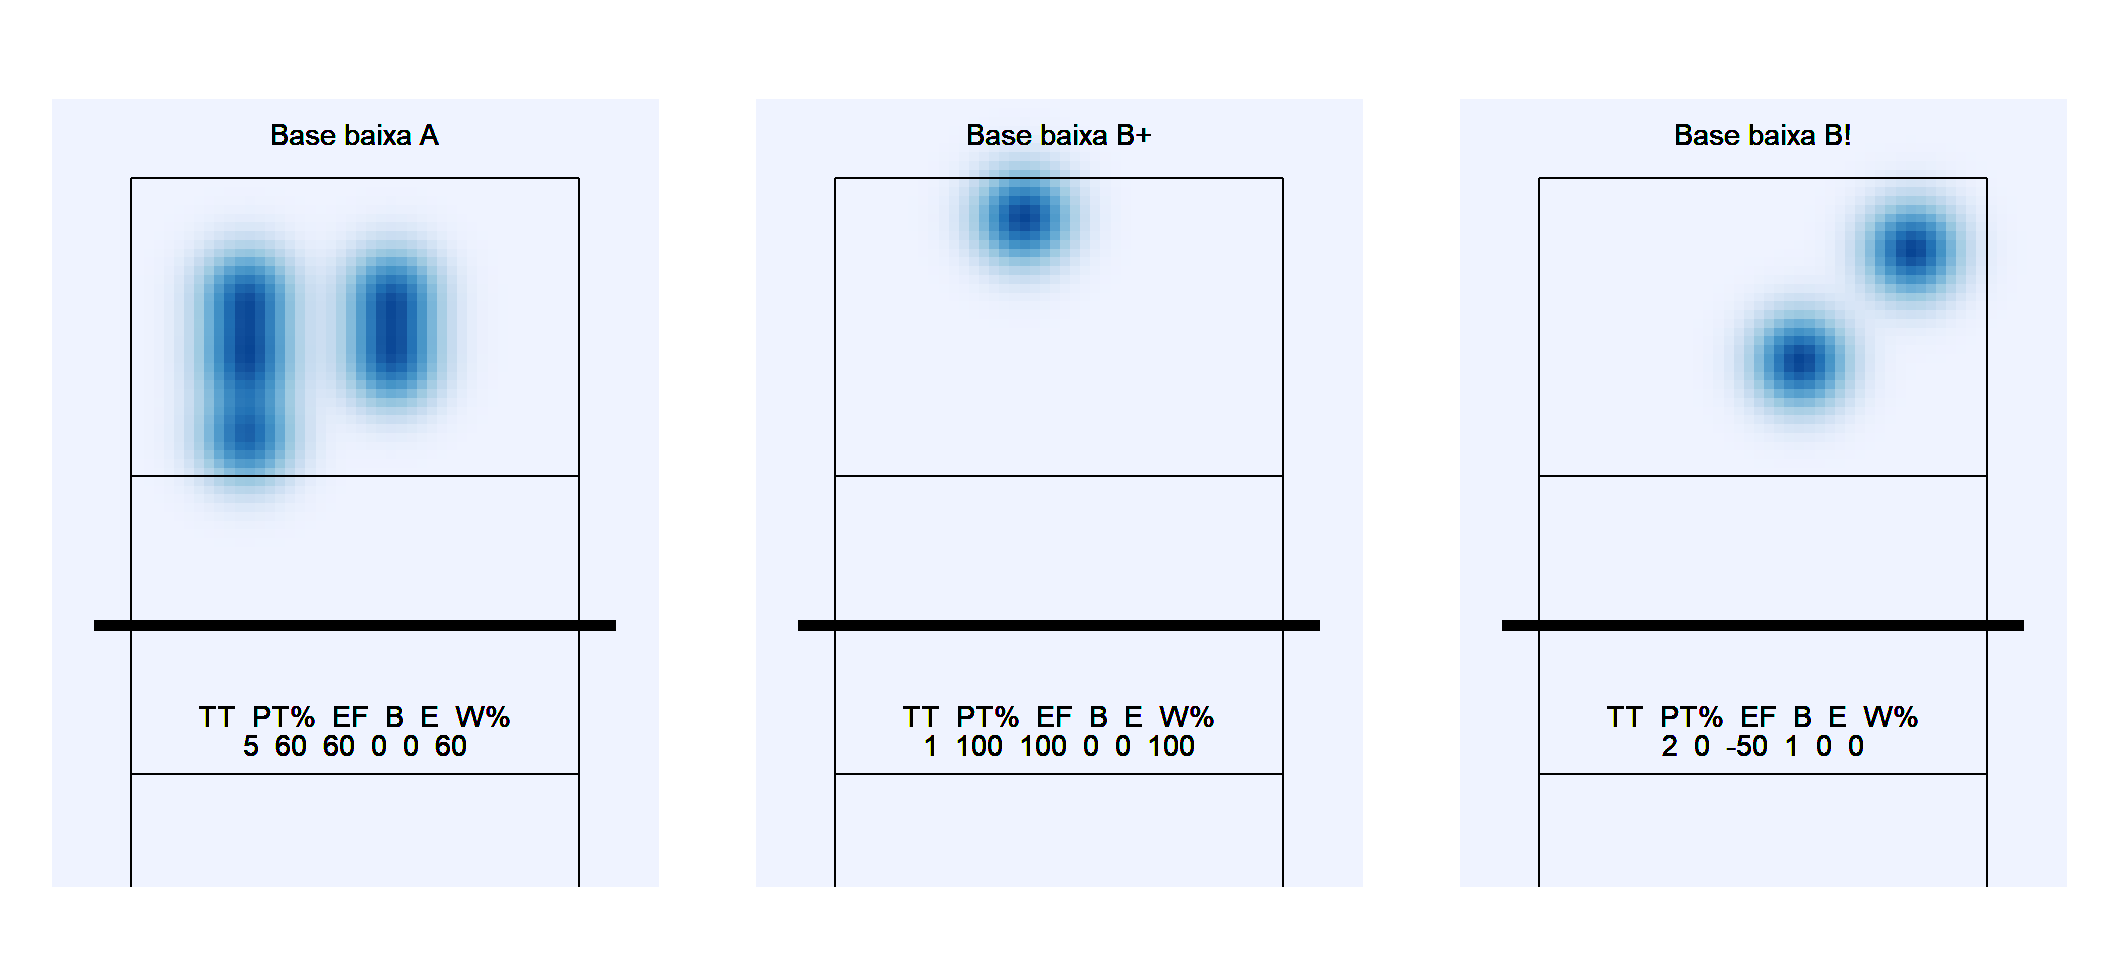 Base baixa A
TT PT% EF B E W%
5 60 60 0 0 60
Base baixa B+
TT PT% EF B E W%
1 100 100 0 0 100
Base baixa B!
TT PT% EF B E W%
2 0 -50 1 0 0